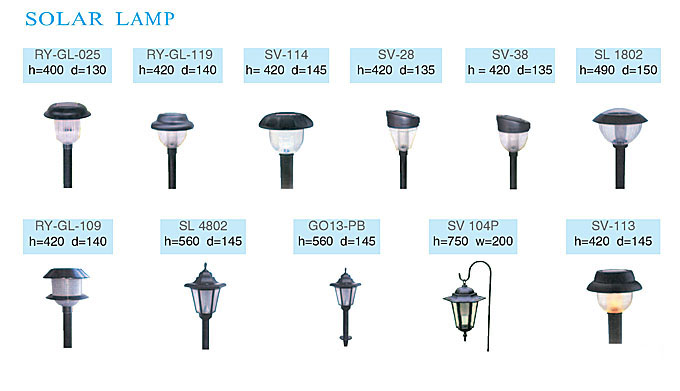 SOLAR LAMP
RY-GL-025
h=400 d=130
RY-GL-119
h=420 d=140
SV-114
h= 420 d=145
SV-28
h=420 d=135
SV-38
h = 420 d=135
SL 1802
h=490 d=150
RY-GL-109
h=420 d=140
SL 4802
h=560 d=145
GO13-PB
h=560 d=145
SV 104P
h=750 w=200
SV-113
h=420 d=145